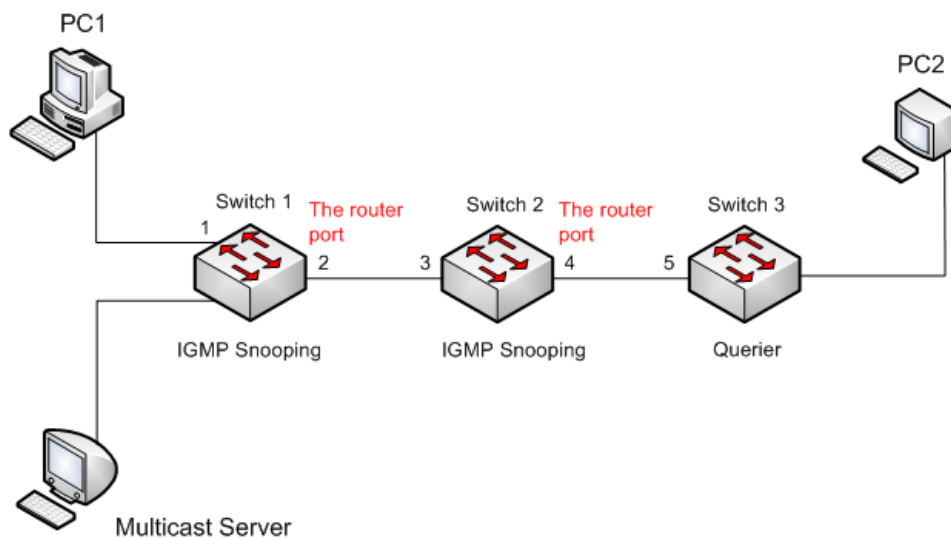 PC1
PC2
Switch 1
The router
port
Switch 2
The router
port
Switch 3
1
2
3
4
5
IGMP Snooping
IGMP Snooping
Querier
Multicast Server